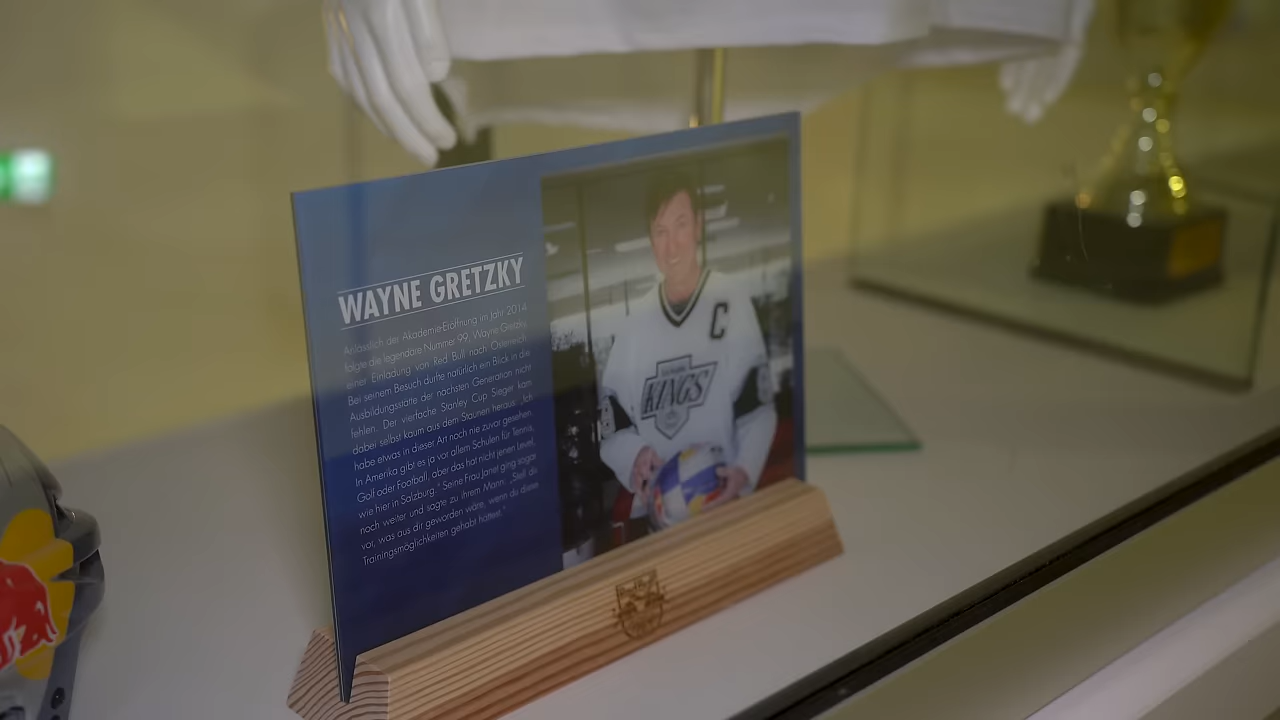 WAYNE GRETZKY
Anlässlich der Akademie-Eröffnung im Jahr 2014
folgte die legendäre Nummer 99, Wayne Gretzky,
einer Einladung von Red Bull nach Österreich.
Bei seinem Besuch durfte natürlich ein Blick in die
Ausbildungsstätte der nächsten Generation nicht
fehlen. Der vierfache Stanley Cup Sieger kam
dabei selbst kaum aus dem Staunen heraus: „Ich
habe etwas in dieser Art noch nie zuvor gesehen.
In Amerika gibt es ja vor allem Schulen für Tennis,
Golf oder Football, aber das hat nicht jenen Level,
wie hier in Salzburg." Seine Frau Janet ging sogar
noch weiter und sagte zu ihrem Mann: „Stell dir
vor, was aus dir geworden wäre, wenn du diese
Trainingsmöglichkeiten gehabt hättest."
C
KINGS